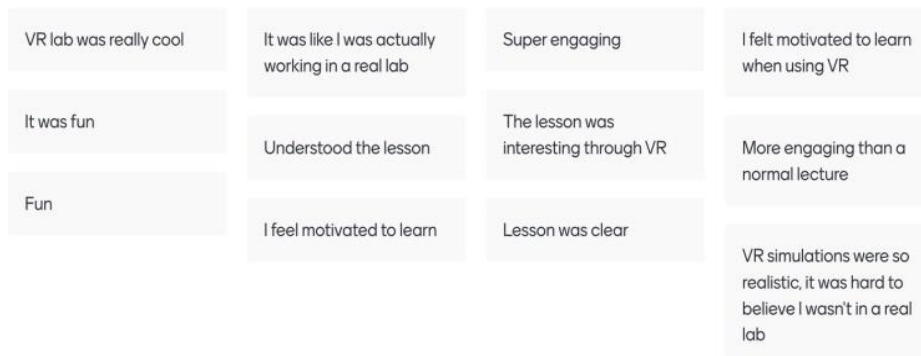 VR lab was really cool
It was fun
Fun
It was like I was actually
working in a real lab
Understood the lesson
I feel motivated to learn
Super engaging
The lesson was
interesting through VR
Lesson was clear
I felt motivated to learn
when using VR
More engaging than a
normal lecture
VR simulations were so
realistic, it was hard to
believe I wasn't in a real
lab